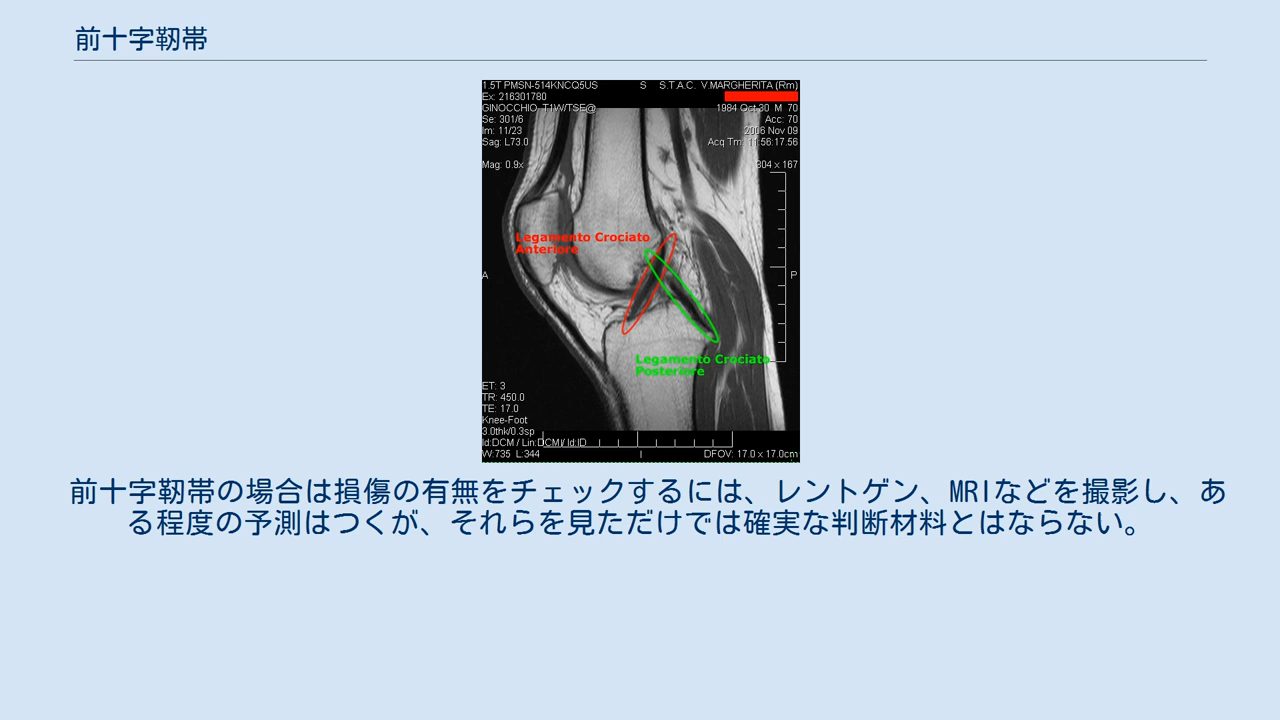 前十字靭帯
1.5T PMSN-514KNCQ5US S S.T.A.C. V.MARGHERITA (Rm)
Ex: 216301780
GINOCCHIO, T1W/TSE@ 1984 Oct 30 M 70
Se: 301/6 Acc: 70
Im: 11/23 2006 Nov 09
Sag: L73.0 Acq Tm: 11:56:17.56
Mag: 0.9x 304 x 167
Legamento Crociato
Anteriore
A P
Legamento Crociato
Posteriore
ET: 3
TR: 450.0
TE: 17.0
Knee-Foot
3.0thk/0.3sp
Id:DCM / Lin:DCM / Id:ID
W:735 L:344 I DFOV: 17.0 x 17.0cm
前十字靭帯の場合は損傷の有無をチェックするには、レントゲン、MRIなどを撮影し、あ
る程度の予測はつくが、それらを見ただけでは確実な判断材料とはならない。